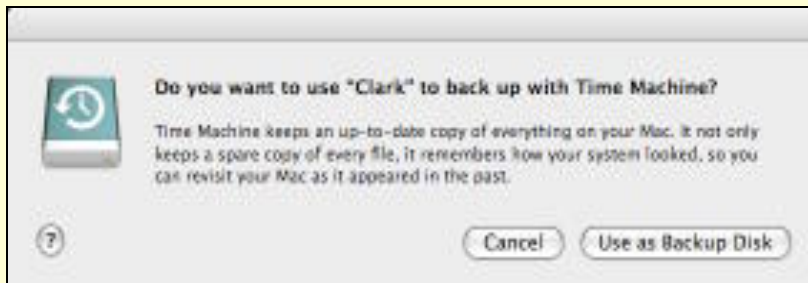 Do you want to use "Clark" to back up with Time Machine?
Time Machine keeps an up-to-date copy of everything on your Mac. It not only
keeps a spare copy of every file, it remembers how your system looked, so you
can revisit your Mac as it appeared in the past.
? Cancel Use as Backup Disk